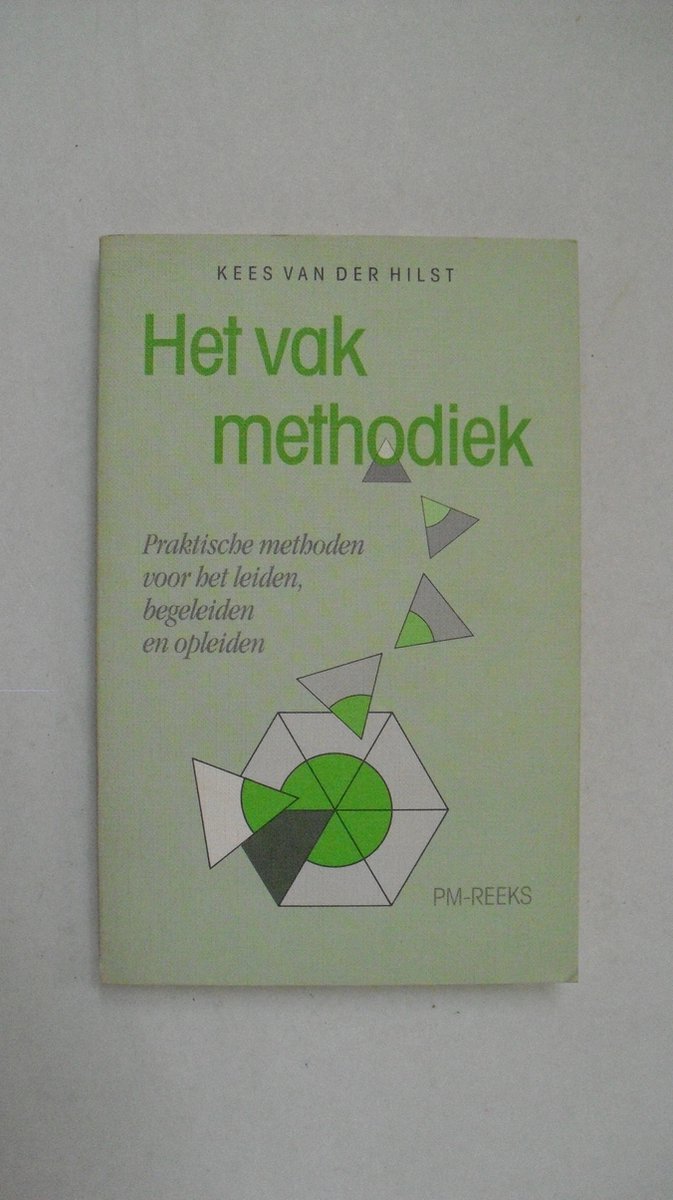 KEES VAN DER HILST
Het vak
methodiek
Praktische methoden
voor het leiden,
begeleiden
en opleiden
PM-REEKS